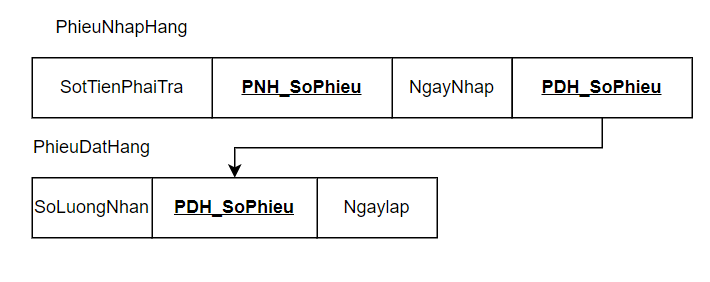 PhieuNhapHang
SotTienPhaiTra PNH_SoPhieu NgayNhap PDH_SoPhieu
PhieuDatHang
SoLuongNhan PDH_SoPhieu Ngaylap